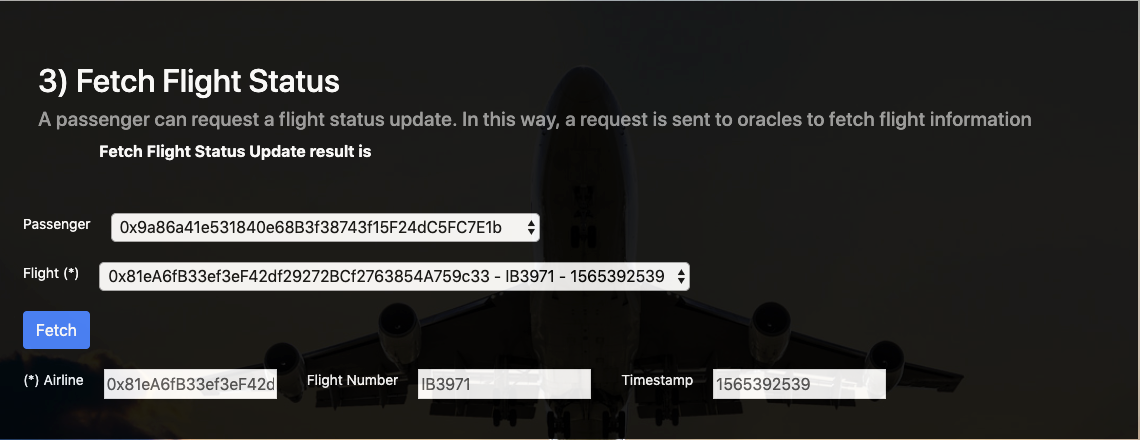 3) Fetch Flight Status
A passenger can request a flight status update. In this way, a request is sent to oracles to fetch flight information
Fetch Flight Status Update result is
Passenger 0x9a86a41e531840e68B3f38743f15F24dC5FC7E1b
Flight (*) 0x81eA6fB33ef3eF42df29272BCf2763854A759c33 - IB3971 - 1565392539
Fetch
(*) Airline 0x81eA6fB33ef3eF42d Flight Number IB3971 Timestamp 1565392539